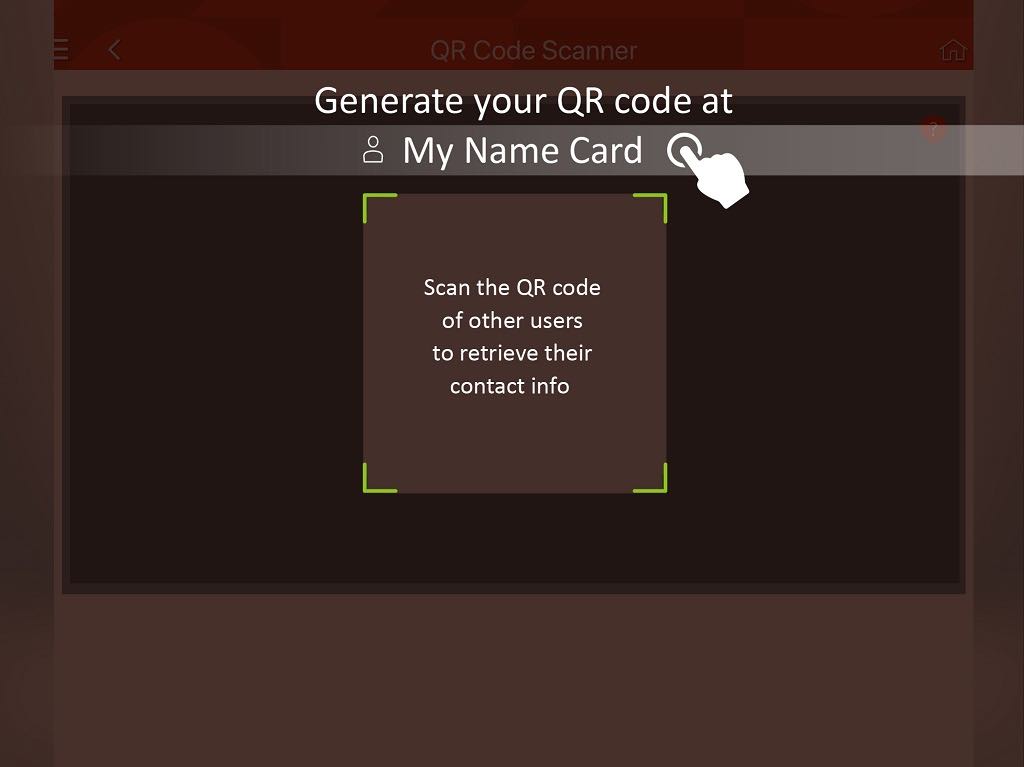 QR Code Scanner
Generate your QR code at
My Name Card
?
Scan the QR code
of other users
to retrieve their
contact info